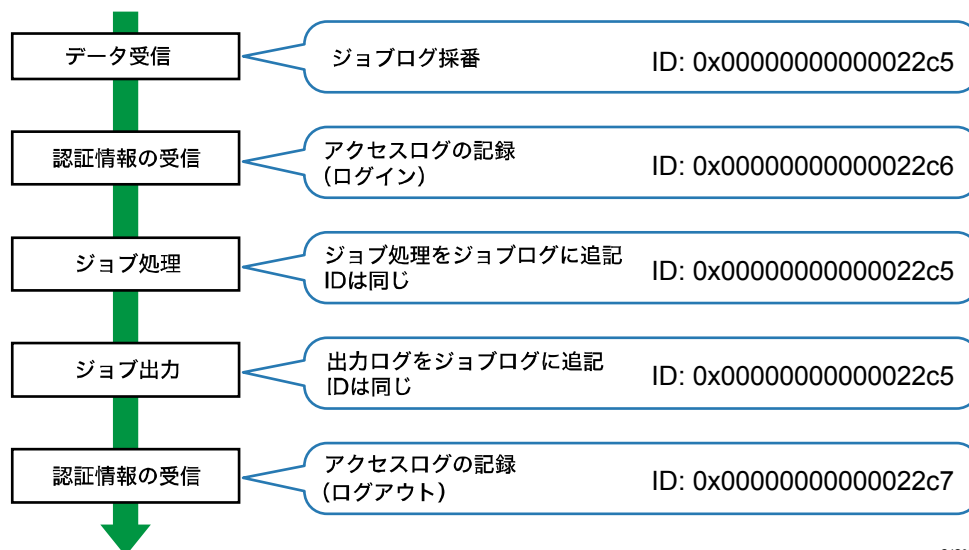 データ受信
ジョブログ採番
ID: 0x00000000000022c5
認証情報の受信
アクセスログの記録
(ログイン)
ID: 0x00000000000022c6
ジョブ処理
ジョブ処理をジョブログに追記
IDは同じ
ID: 0x00000000000022c5
ジョブ出力
出力ログをジョブログに追記
IDは同じ
ID: 0x00000000000022c5
認証情報の受信
アクセスログの記録
(ログアウト)
ID: 0x00000000000022c7